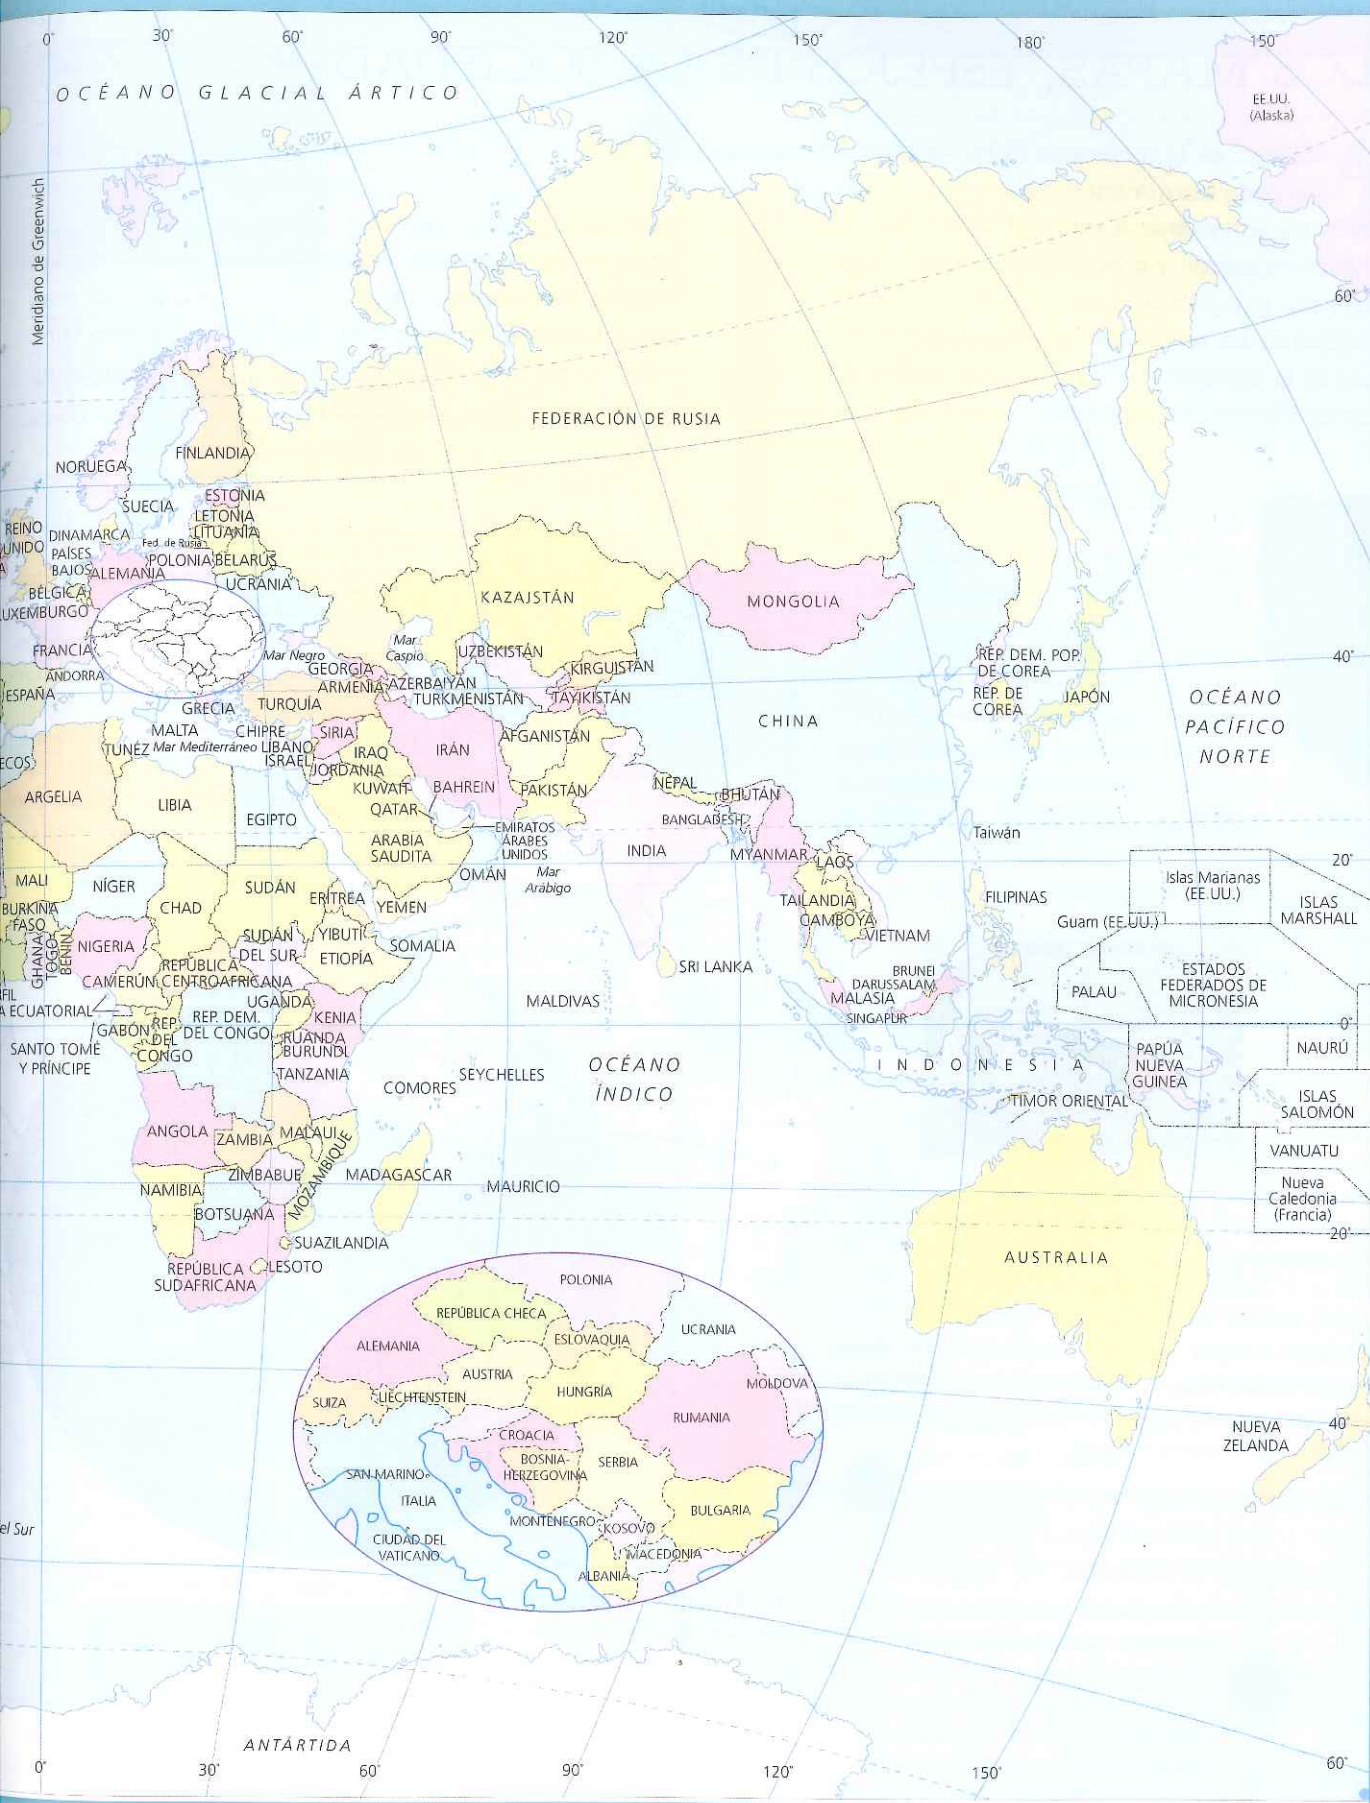 0°
30°
60°
90°
120°
150°
180°
150°
OCÉANO GLACIAL ÁRTICO
EE.UU.
(Alaska)
Meridiano de Greenwich
60°
FEDERACIÓN DE RUSIA
FINLANDIA
NORUEGA
SUECIA
ESTONIA
LETONIA
LITUANIA
REINO
UNIDO
DINAMARCA
Fed. de Rusia
PAÍSES
BAJOS
POLONIA
BELARÚS
ALEMANIA
UCRANIA
BÉLGICA
UXEMBURGO
FRANCIA
ANDORRA
ESPAÑA
KAZAJSTÁN
MONGOLIA
Mar Negro
Mar
Caspio
UZBEKISTÁN
KIRGUISTÁN
GEORGIA
ARMENIA
AZERBAIYÁN
TURKMENISTÁN
TAYIKISTÁN
REP. DEM. POP.
DE COREA
REP. DE
COREA
JAPÓN
40°
OCÉANO
PACÍFICO
NORTE
GRECIA
TURQUÍA
CHINA
MALTA
CHIPRE
SIRIA
TUNÉZ
Mar Mediterráneo
LÍBANO
ISRAEL
IRAQ
IRÁN
AFGANISTÁN
JORDANIA
ECOS
ARGELIA
LIBIA
EGIPTO
KUWAIT
BAHREIN
PAKISTÁN
NEPAL
BHUTÁN
QATAR
EMIRATOS
ÁRABES
UNIDOS
BANGLADESH
Taiwán
ARABIA
SAUDITA
INDIA
MYANMAR
LAOS
20°
OMÁN
Mar
Arábigo
MALI
NÍGER
CHAD
SUDÁN
ERITREA
YEMEN
TAILANDIA
CAMBOYA
VIETNAM
FILIPINAS
Islas Marianas
(EE.UU.)
Guam (EE.UU.)
ISLAS
MARSHALL
BURKINA
FASO
GHANA
TOGO
BENIN
NIGERIA
SUDÁN
DEL SUR
YIBUTI
SOMALIA
ETIOPÍA
CAMERÚN
REPÚBLICA
CENTROAFRICANA
SRI LANKA
BRUNEI
DARUSSALAM
MALASIA
SINGAPUR
PALAU
ESTADOS
FEDERADOS DE
MICRONESIA
RFIL
A ECUATORIAL
GABÓN
REP.
DEL
CONGO
REP. DEM.
DEL CONGO
UGANDA
KENIA
RUANDA
BURUNDI
MALDIVAS
0°
SANTO TOMÉ
Y PRÍNCIPE
TANZANIA
COMORES
SEYCHELLES
OCÉANO
ÍNDICO
INDONESIA
PAPÚA
NUEVA
GUINEA
NAURÚ
TIMOR ORIENTAL
ISLAS
SALOMÓN
ANGOLA
ZAMBIA
MALAUI
MOZAMBIQUE
ZIMBABUE
MADAGASCAR
MAURICIO
VANUATU
NAMIBIA
BOTSUANA
Nueva
Caledonia
(Francia)
20°
SUAZILANDIA
LESOTO
REPÚBLICA
SUDAFRICANA
AUSTRALIA
POLONIA
REPÚBLICA CHECA
UCRANIA
ALEMANIA
ESLOVAQUIA
AUSTRIA
HUNGRÍA
MOLDOVA
SUIZA
LIECHTENSTEIN
RUMANIA
CROACIA
BOSNIA-
HERZEGOVINA
SERBIA
SAN MARINO
ITALIA
BULGARIA
MONTENEGRO
KOSOVO
CIUDAD DEL
VATICANO
MACEDONIA
ALBANIA
NUEVA
ZELANDA
40°
el Sur
ANTÁRTIDA
0°
30°
60°
90°
120°
150°
60°